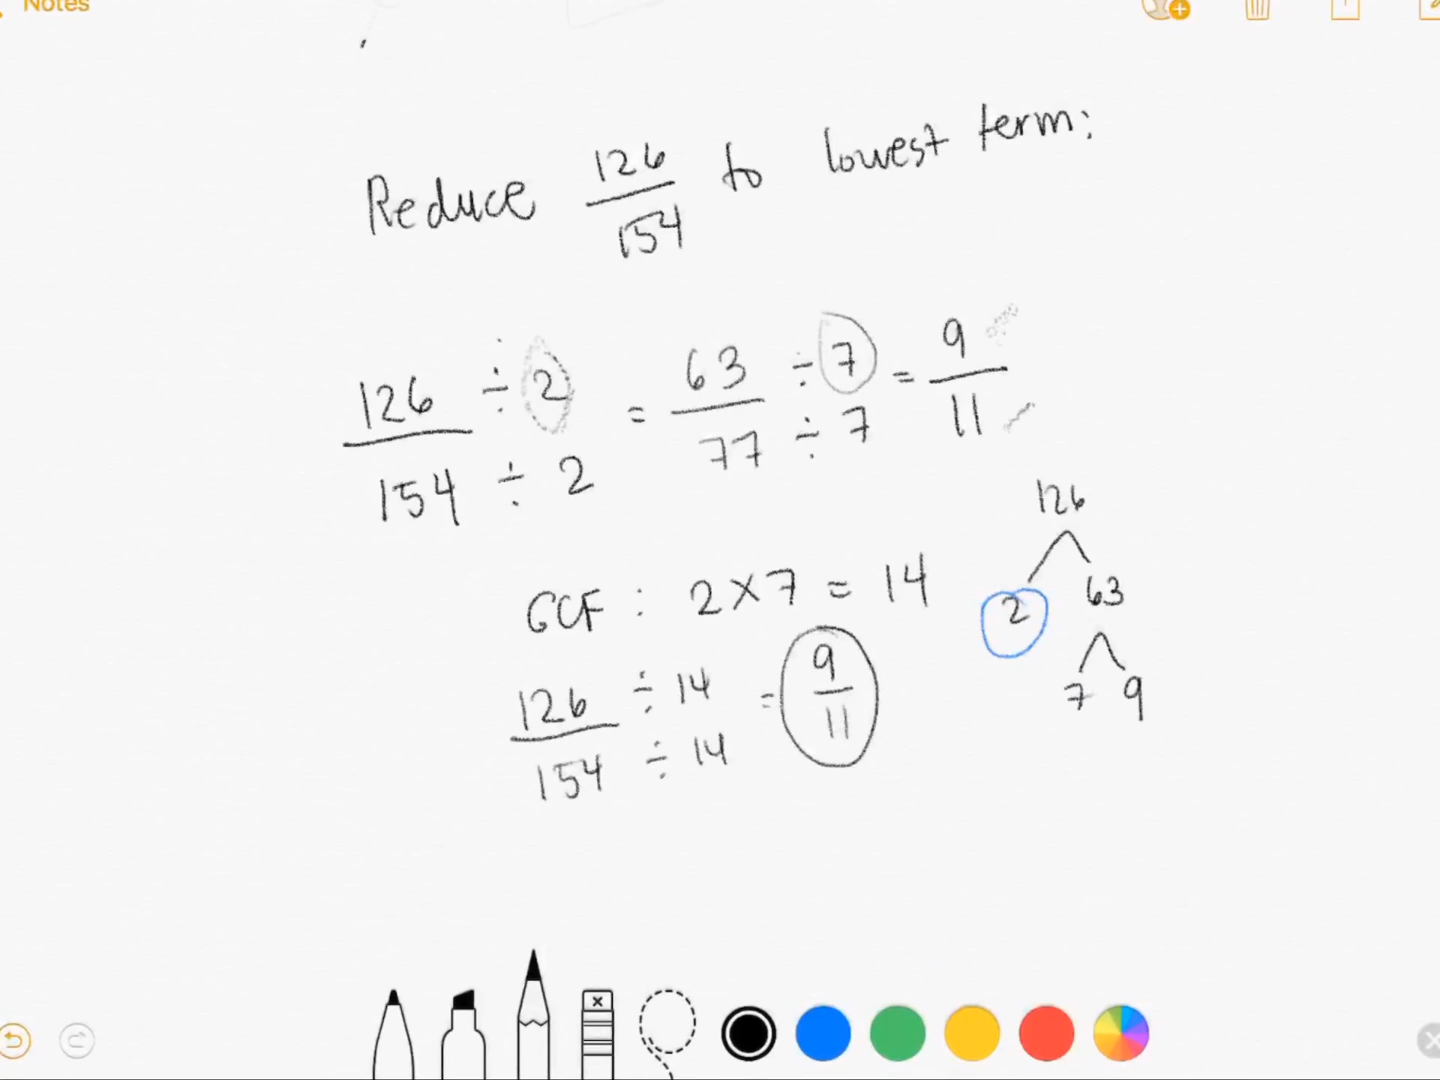 Notes
Reduce 126/154 to lowest term:
126 ÷ 2 / 154 ÷ 2 = 63 ÷ 7 / 77 ÷ 7 = 9/11
126
2 63
7 9
GCF : 2 × 7 = 14
126 ÷ 14 / 154 ÷ 14 = 9/11